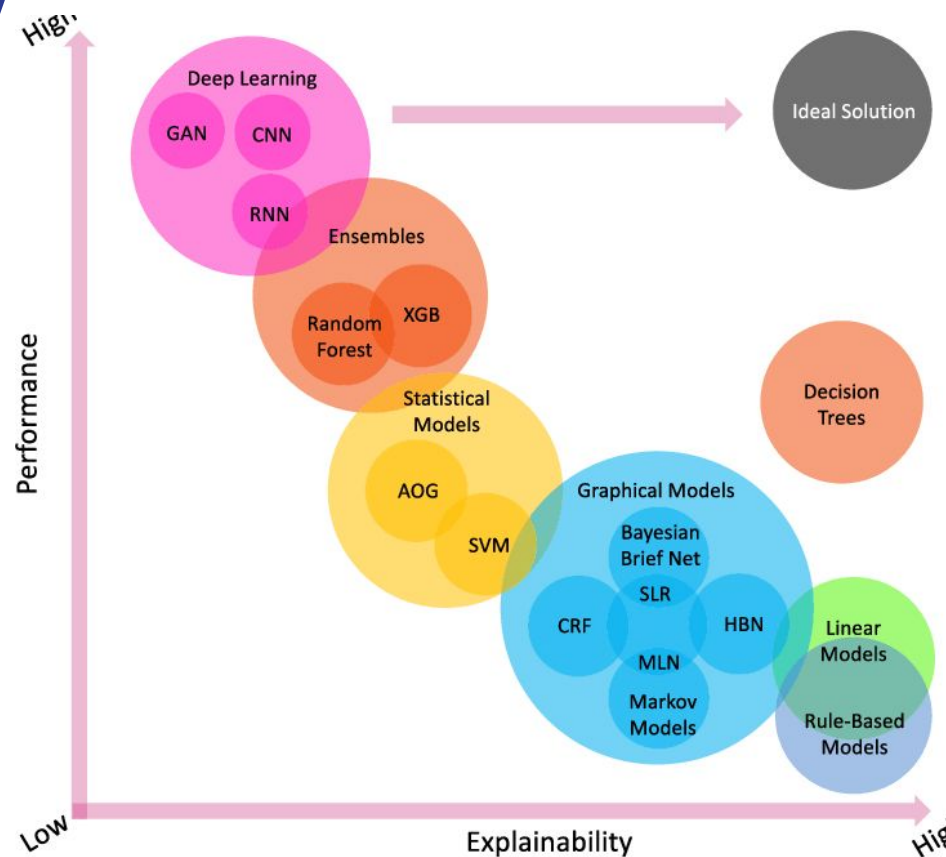 High
Deep Learning
GAN
CNN
RNN
Ideal Solution
Ensembles
Random
Forest
XGB
Decision
Trees
Statistical
Models
AOG
SVM
Graphical Models
Bayesian
Brief Net
SLR
CRF
HBN
MLN
Markov
Models
Linear
Models
Rule-Based
Models
Performance
Low
Explainability
High